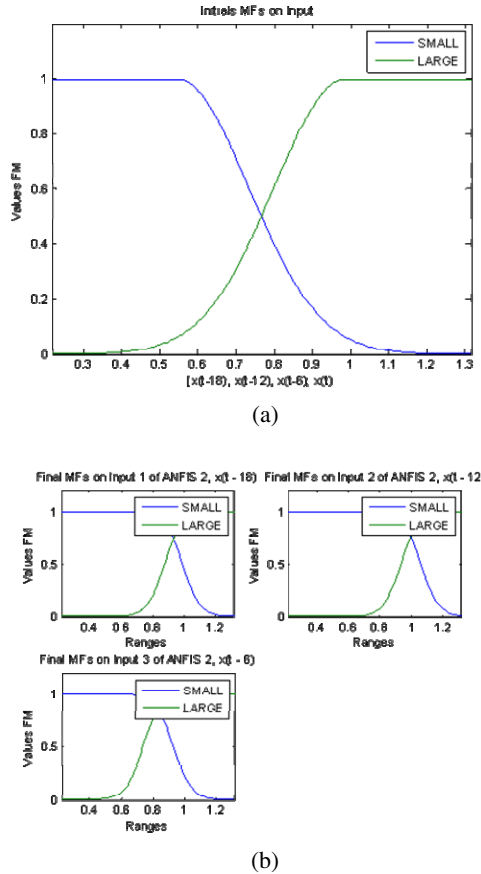 Initials MFs on Input
SMALL
LARGE
Values FM
1
0.8
0.6
0.4
0.2
0
0.3 0.4 0.5 0.6 0.7 0.8 0.9 1 1.1 1.2 1.3
[x(t-18), x(t-12), x(t-6), x(t)
(a)
Final MFs on Input 1 of ANFIS 2, x(t - 18)
SMALL
LARGE
Values FM
1
0.5
0
0.4 0.6 0.8 1 1.2
Ranges
Final MFs on Input 2 of ANFIS 2, x(t - 12
SMALL
LARGE
Values FM
1
0.5
0
0.4 0.6 0.8 1 1.2
Ranges
Final MFs on Input 3 of ANFIS 2, x(t - 6)
SMALL
LARGE
Values FM
1
0.5
0
0.4 0.6 0.8 1 1.2
Ranges
(b)